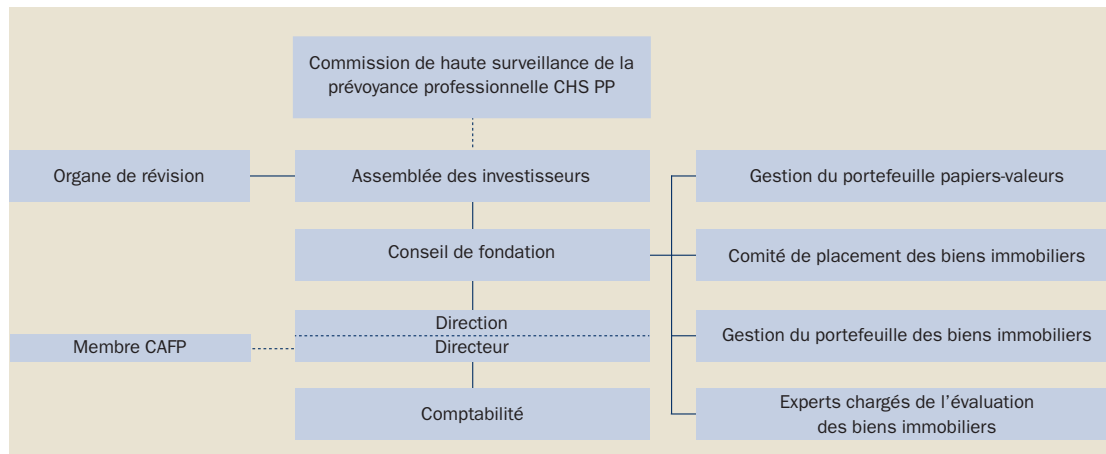 Commission de haute surveillance de la
prévoyance professionnelle CHS PP
Organe de révision
Assemblée des investisseurs
Gestion du portefeuille papiers-valeurs
Conseil de fondation
Comité de placement des biens immobiliers
Direction
Directeur
Membre CAFP
Gestion du portefeuille des biens immobiliers
Comptabilité
Experts chargés de l'évaluation
des biens immobiliers